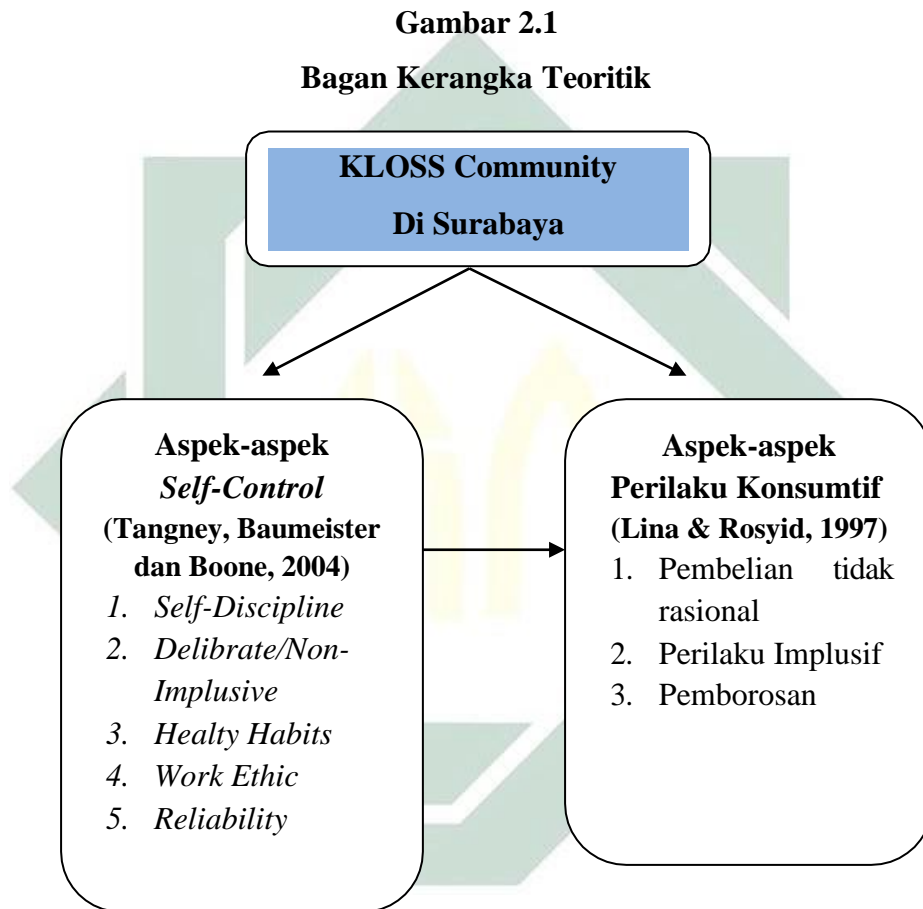 Gambar 2.1
Bagan Kerangka Teoritik
KLOSS Community
Di Surabaya
Aspek-aspek
Self-Control
(Tangney, Baumeister
dan Boone, 2004)
1. Self-Discipline
2. Delibrate/Non-
Implusive
3. Healty Habits
4. Work Ethic
5. Reliability
Aspek-aspek
Perilaku Konsumtif
(Lina & Rosyid, 1997)
1. Pembelian tidak
rasional
2. Perilaku Implusif
3. Pemborosan